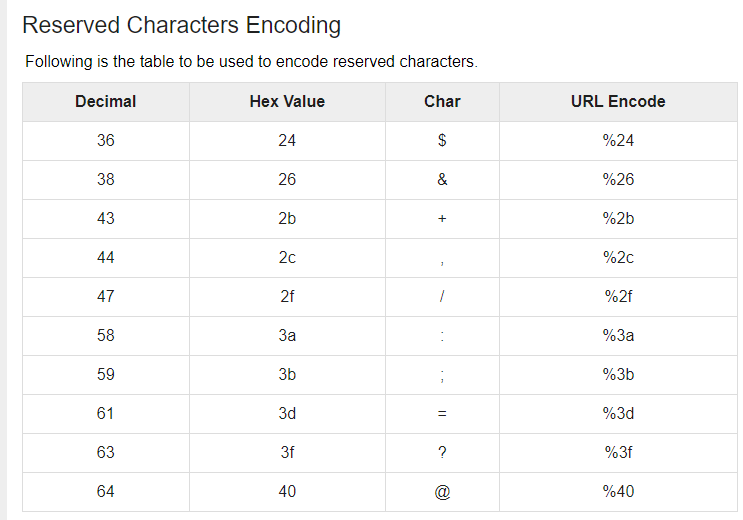 Reserved Characters Encoding
Following is the table to be used to encode reserved characters.
Decimal Hex Value Char URL Encode
36 24 $ %24
38 26 & %26
43 2b + %2b
44 2c , %2c
47 2f / %2f
58 3a : %3a
59 3b ; %3b
61 3d = %3d
63 3f ? %3f
64 40 @ %40